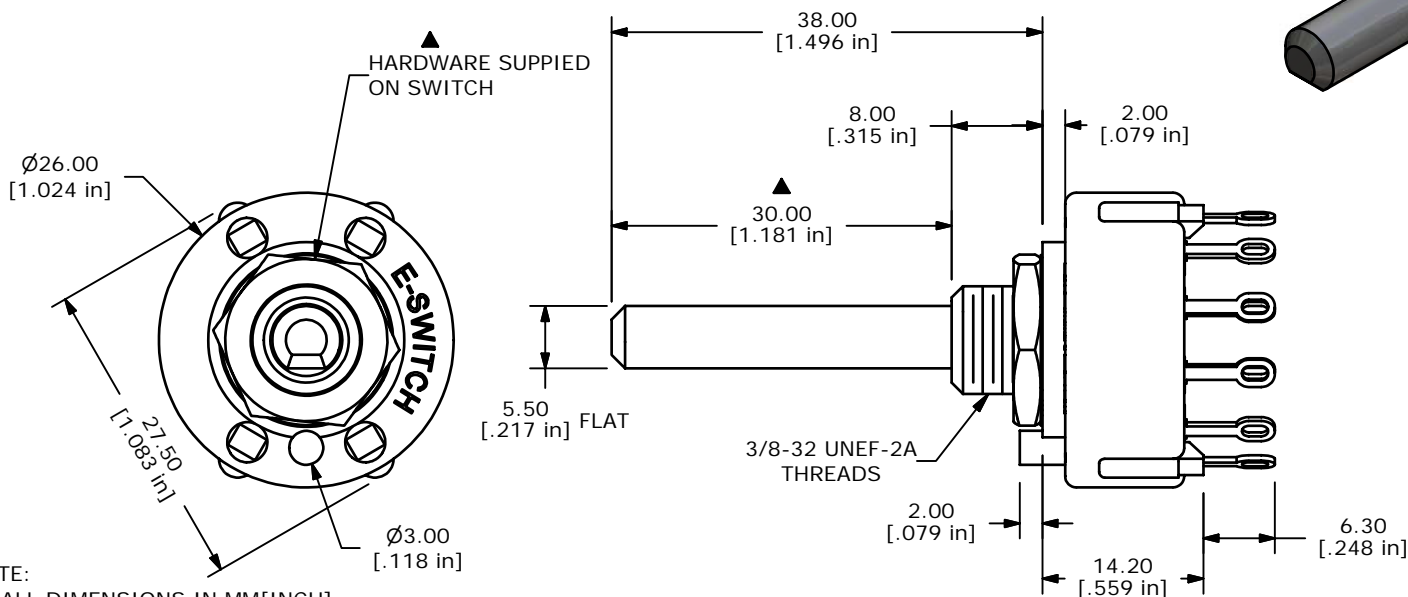 38.00
[1.496 in]
▲
HARDWARE SUPPIED
ON SWITCH
8.00
[.315 in]
2.00
[.079 in]
Ø26.00
[1.024 in]
▲
30.00
[1.181 in]
E-SWITCH
5.50
[.217 in] FLAT
27.50
[1.083 in]
3/8-32 UNEF-2A
THREADS
2.00
[.079 in]
Ø3.00
[.118 in]
6.30
[.248 in]
14.20
[.559 in]
TE:
ALL DIMENSIONS IN MM[INCH]